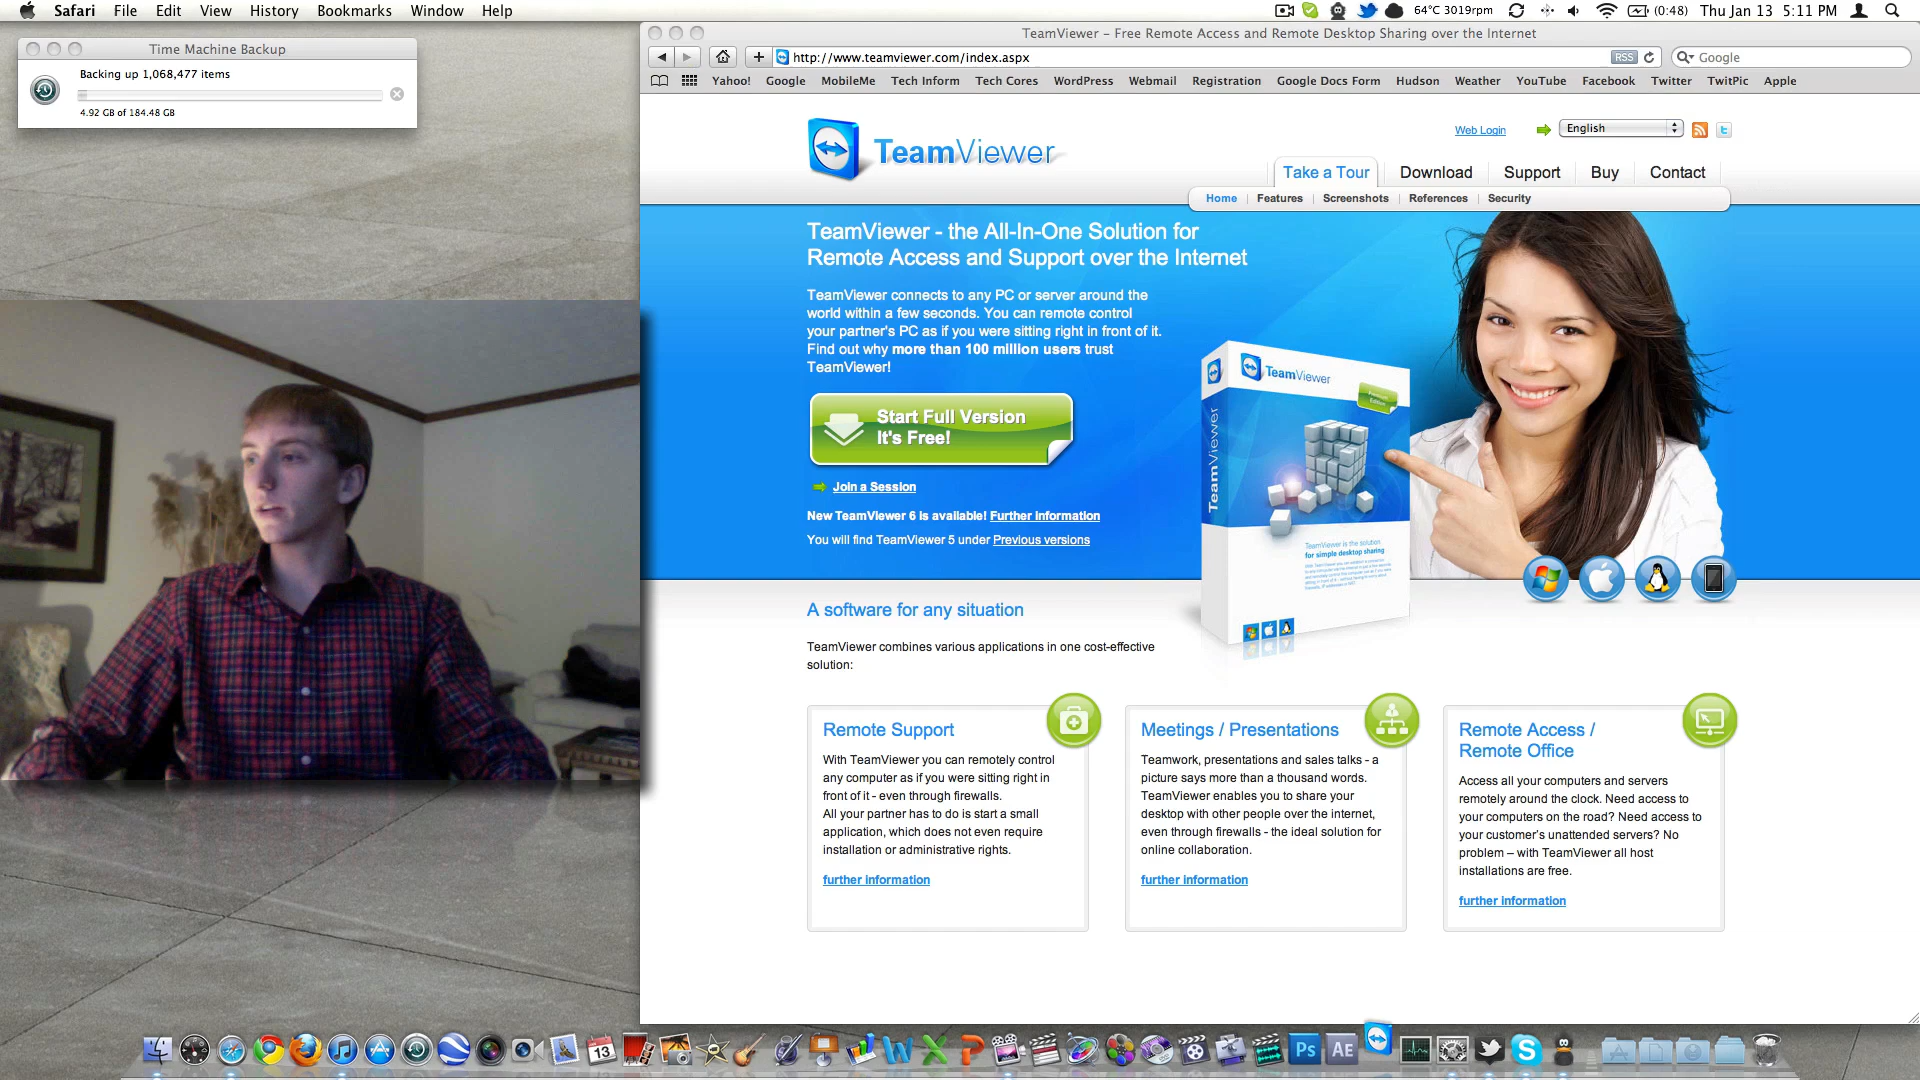 Safari File Edit View History Bookmarks Window Help
64°C 3019rpm (0:48) Thu Jan 13 5:11 PM
Time Machine Backup
Backing up 1,068,477 items
4.92 GB of 184.48 GB
TeamViewer – Free Remote Access and Remote Desktop Sharing over the Internet
http://www.teamviewer.com/index.aspx
RSS
Google
Yahoo! Google MobileMe Tech Inform Tech Cores WordPress Webmail Registration Google Docs Form Hudson Weather YouTube Facebook Twitter TwitPic Apple
TeamViewer
Web Login
English
Take a Tour Download Support Buy Contact
Home Features Screenshots References Security
TeamViewer - the All-In-One Solution for
Remote Access and Support over the Internet
TeamViewer connects to any PC or server around the
world within a few seconds. You can remote control
your partner's PC as if you were sitting right in front of it.
Find out why more than 100 million users trust
TeamViewer!
Start Full Version
It's Free!
Join a Session
New TeamViewer 6 is available! Further Information
You will find TeamViewer 5 under Previous versions
TeamViewer
TeamViewer
Premium
Edition
TeamViewer is the solution
for simple desktop sharing
A software for any situation
TeamViewer combines various applications in one cost-effective
solution:
Remote Support
With TeamViewer you can remotely control
any computer as if you were sitting right in
front of it - even through firewalls.
All your partner has to do is start a small
application, which does not even require
installation or administrative rights.
further information
Meetings / Presentations
Teamwork, presentations and sales talks - a
picture says more than a thousand words.
TeamViewer enables you to share your
desktop with other people over the internet,
even through firewalls - the ideal solution for
online collaboration.
further information
Remote Access /
Remote Office
Access all your computers and servers
remotely around the clock. Need access to
your computers on the road? Need access to
your customer's unattended servers? No
problem – with TeamViewer all host
installations are free.
further information
13
Ps
AE